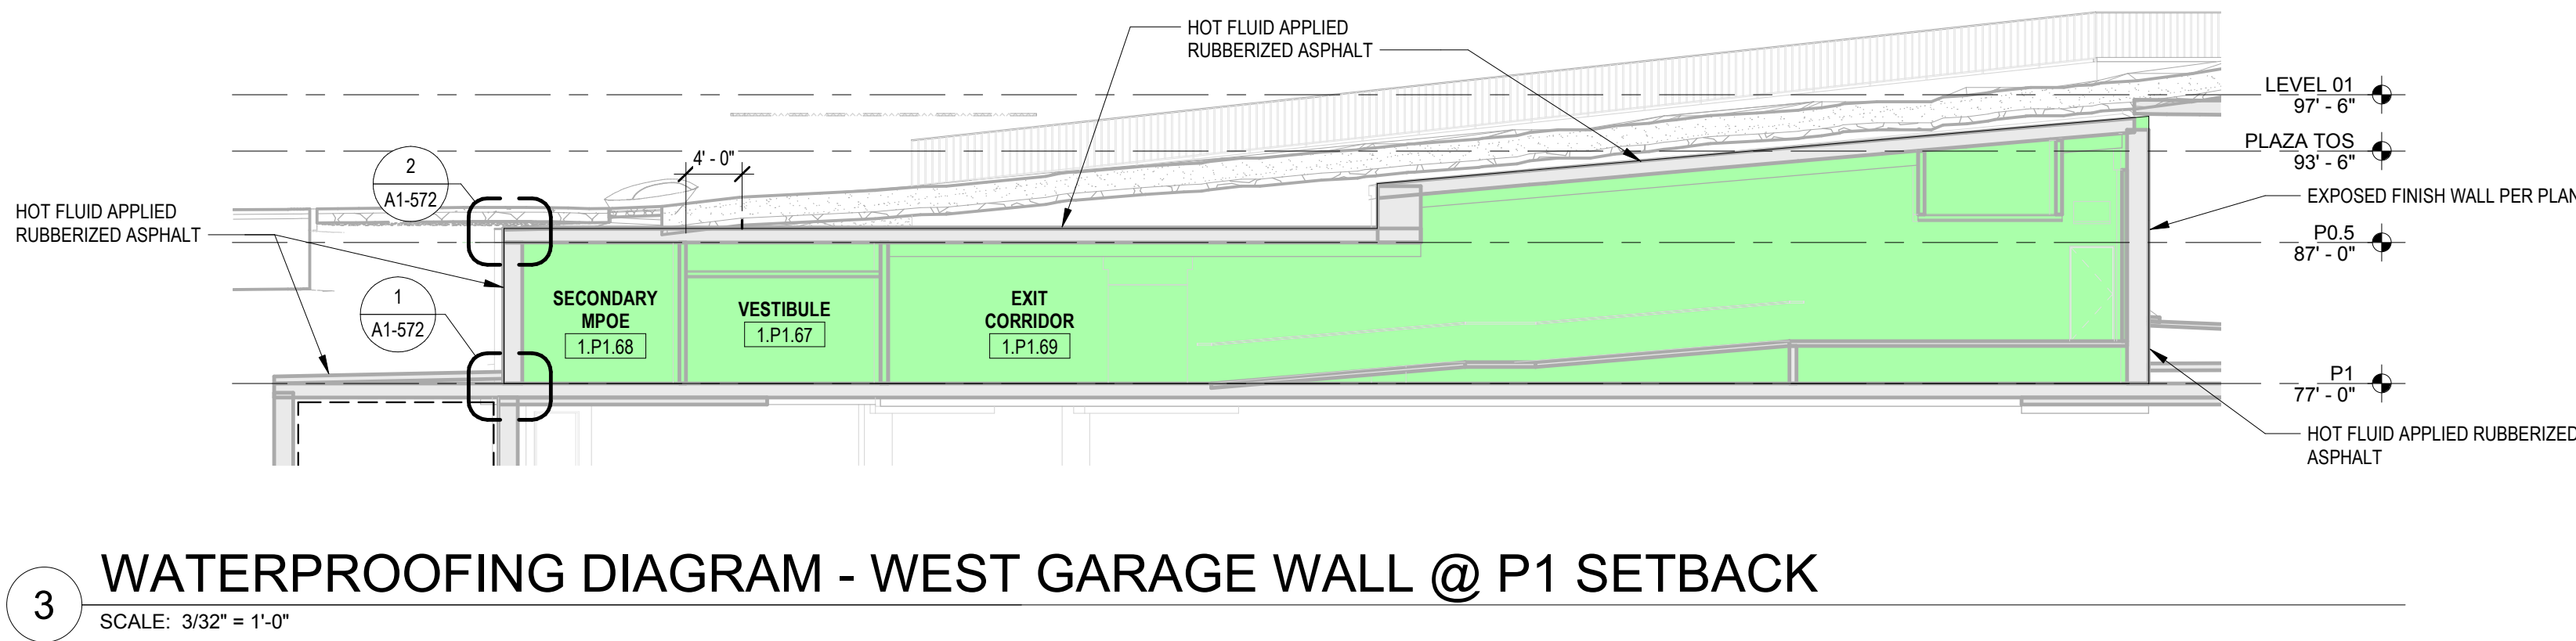 HOT FLUID APPLIED
RUBBERIZED ASPHALT
LEVEL 01
97' - 6"
PLAZA TOS
93' - 6"
EXPOSED FINISH WALL PER PLAN
P0.5
87' - 0"
P1
77' - 0"
HOT FLUID APPLIED RUBBERIZED
ASPHALT
4' - 0"
2
A1-572
HOT FLUID APPLIED
RUBBERIZED ASPHALT
1
A1-572
SECONDARY
MPOE
1.P1.68
VESTIBULE
1.P1.67
EXIT
CORRIDOR
1.P1.69
3
WATERPROOFING DIAGRAM - WEST GARAGE WALL @ P1 SETBACK
SCALE: 3/32" = 1'-0"